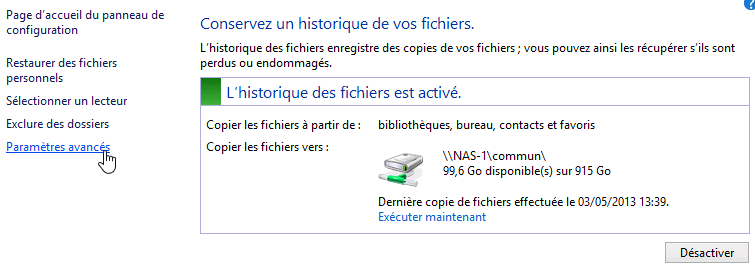 Page d'accueil du panneau de
configuration
Restaurer des fichiers
personnels
Sélectionner un lecteur
Exclure des dossiers
Paramètres avancés
Conservez un historique de vos fichiers.
L'historique des fichiers enregistre des copies de vos fichiers ; vous pouvez ainsi les récupérer s'ils sont
perdus ou endommagés.
L'historique des fichiers est activé.
Copier les fichiers à partir de :
bibliothèques, bureau, contacts et favoris
Copier les fichiers vers :
\\NAS-1\commun\
99,6 Go disponible(s) sur 915 Go
Dernière copie de fichiers effectuée le 03/05/2013 13:39.
Exécuter maintenant
Désactiver